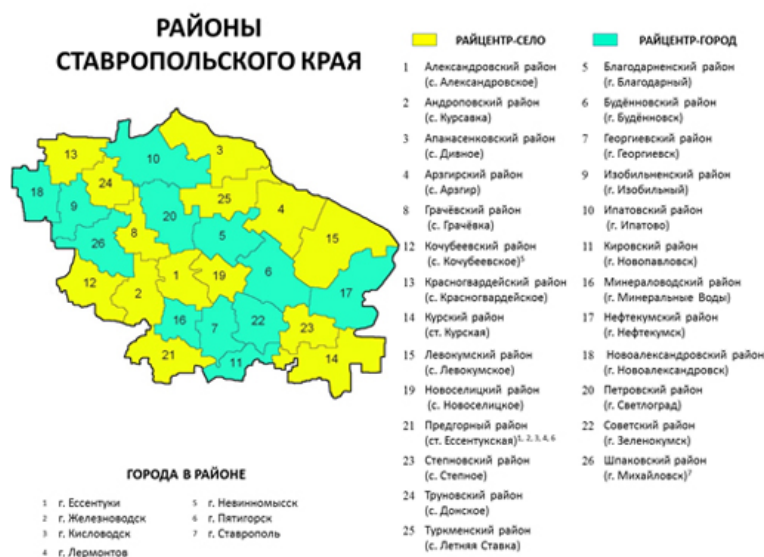 РАЙОНЫ
СТАВРОПОЛЬСКОГО КРАЯ
РАЙЦЕНТР-СЕЛО
1 Александровский район
(с. Александровское)
2 Андроповский район
(с. Курсавка)
3 Апанасенковский район
(с. Дивное)
4 Арзгирский район
(с. Арзгир)
8 Грачёвский район
(с. Грачёвка)
12 Кочубеевский район
(с. Кочубеевское)⁵
13 Красногвардейский район
(с. Красногвардейское)
14 Курский район
(ст. Курская)
15 Левокумский район
(с. Левокумское)
19 Новоселицкий район
(с. Новоселицкое)
21 Предгорный район
(ст. Ессентукская)¹, ², ³, ⁴, ⁶
23 Степновский район
(с. Степное)
24 Труновский район
(с. Донское)
25 Туркменский район
(с. Летняя Ставка)
РАЙЦЕНТР-ГОРОД
5 Благодарненский район
(г. Благодарный)
6 Будённовский район
(г. Будённовск)
7 Георгиевский район
(г. Георгиевск)
9 Изобильненский район
(г. Изобильный)
10 Ипатовский район
(г. Ипатово)
11 Кировский район
(г. Новопавловск)
16 Минераловодский район
(г. Минеральные Воды)
17 Нефтекумский район
(г. Нефтекумск)
18 Новоалександровский район
(г. Новоалександровск)
20 Петровский район
(г. Светлоград)
22 Советский район
(г. Зеленокумск)
26 Шпаковский район
(г. Михайловск)⁷
3
13
10
24
18
9
25
4
20
8
5
15
26
6
12
1
19
2
17
16
7
22
23
21
11
14
ГОРОДА В РАЙОНЕ
1 г. Ессентуки
2 г. Железноводск
3 г. Кисловодск
4 г. Лермонтов
5 г. Невинномысск
6 г. Пятигорск
7 г. Ставрополь